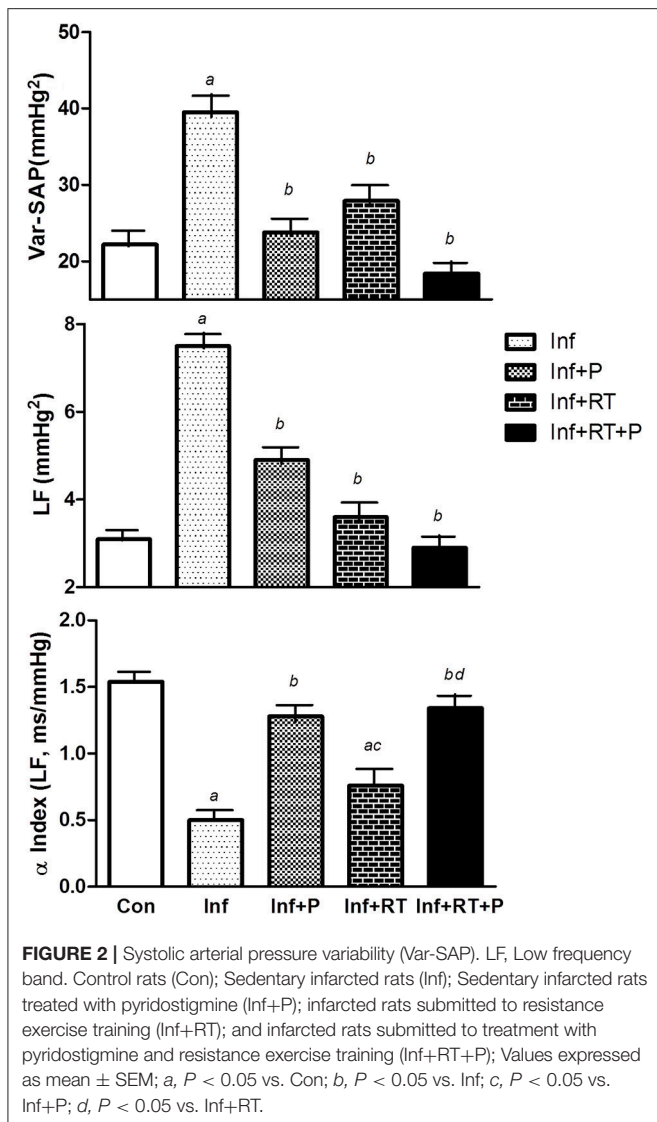 50
40
30
20
Var-SAP(mmHg²)
a
b
b
b
8
6
4
2
LF (mmHg²)
a
b
b
b
Inf
Inf+P
Inf+RT
Inf+RT+P
2.0
1.5
1.0
0.5
0.0
α Index (LF, ms/mmHg)
a
b
ac
bd
Con Inf Inf+P Inf+RT Inf+RT+P
FIGURE 2 | Systolic arterial pressure variability (Var-SAP). LF, Low frequency
band. Control rats (Con); Sedentary infarcted rats (Inf); Sedentary infarcted rats
treated with pyridostigmine (Inf+P); infarcted rats submitted to resistance
exercise training (Inf+RT); and infarcted rats submitted to treatment with
pyridostigmine and resistance exercise training (Inf+RT+P); Values expressed
as mean ± SEM; a, P < 0.05 vs. Con; b, P < 0.05 vs. Inf; c, P < 0.05 vs.
Inf+P; d, P < 0.05 vs. Inf+RT.